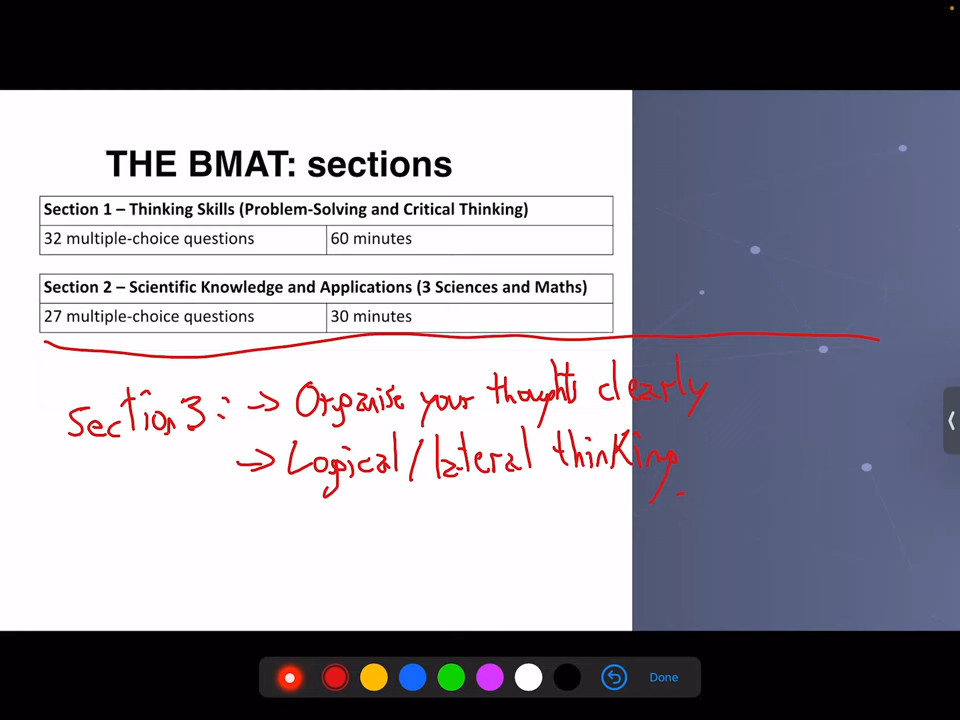 THE BMAT: sections
Section 1 – Thinking Skills (Problem-Solving and Critical Thinking)
32 multiple-choice questions 60 minutes
Section 2 – Scientific Knowledge and Applications (3 Sciences and Maths)
27 multiple-choice questions 30 minutes
Section 3: → Organise your thoughts clearly
→ Logical/lateral thinking.
Done